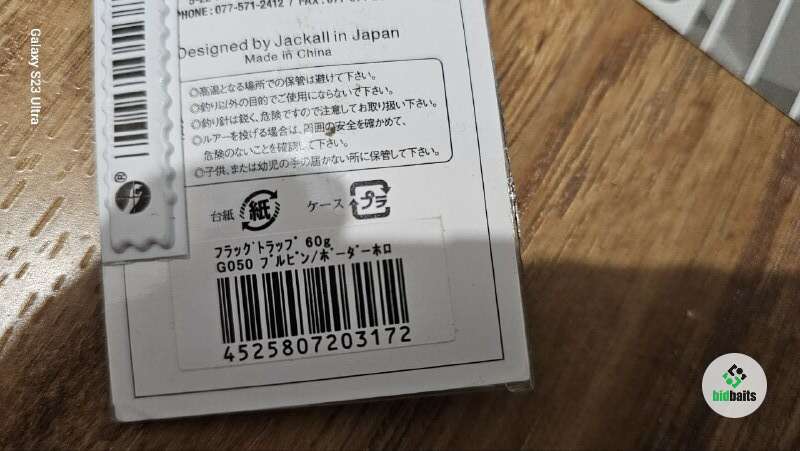 PHONE: 077-571-2412 /
Designed by Jackall in Japan
Made in China
◎高温となる場所での保管は避けて下さい。
◎釣り以外の目的でご使用にならないで下さい。
◎釣り針は鋭く、危険ですので注意してお取り扱い下さい。
◎ルアーを投げる場合は、周囲の安全を確かめて、
危険のないことを確認して下さい。
◎子供、または幼児の手の届かない所に保管して下さい。
台紙 紙 ケース プラ
フラッグトラップ 60g
G050 ブルピン/ボーダーホロ
4525807203172
®
Galaxy S23 Ultra
bidbaits